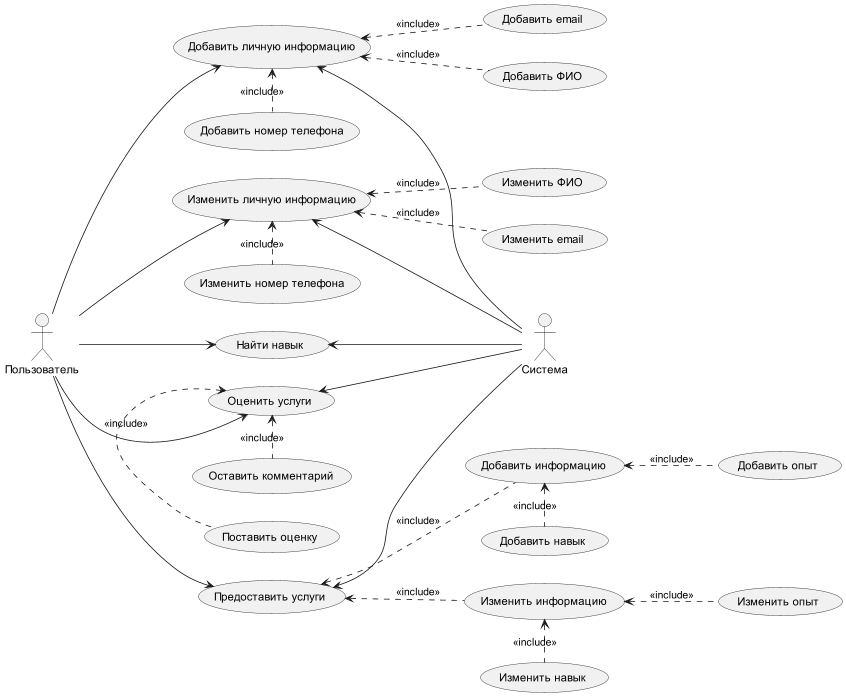 Добавить email
«include»
Добавить личную информацию
«include»
Добавить ФИО
«include»
Добавить номер телефона
Изменить ФИО
«include»
Изменить личную информацию
«include»
Изменить email
«include»
Изменить номер телефона
Найти навык
Пользователь
Система
Оценить услуги
«include»
«include»
Оставить комментарий
Добавить информацию
«include»
Добавить опыт
«include»
«include»
Поставить оценку
Добавить навык
Предоставить услуги
«include»
Изменить информацию
«include»
Изменить опыт
«include»
Изменить навык